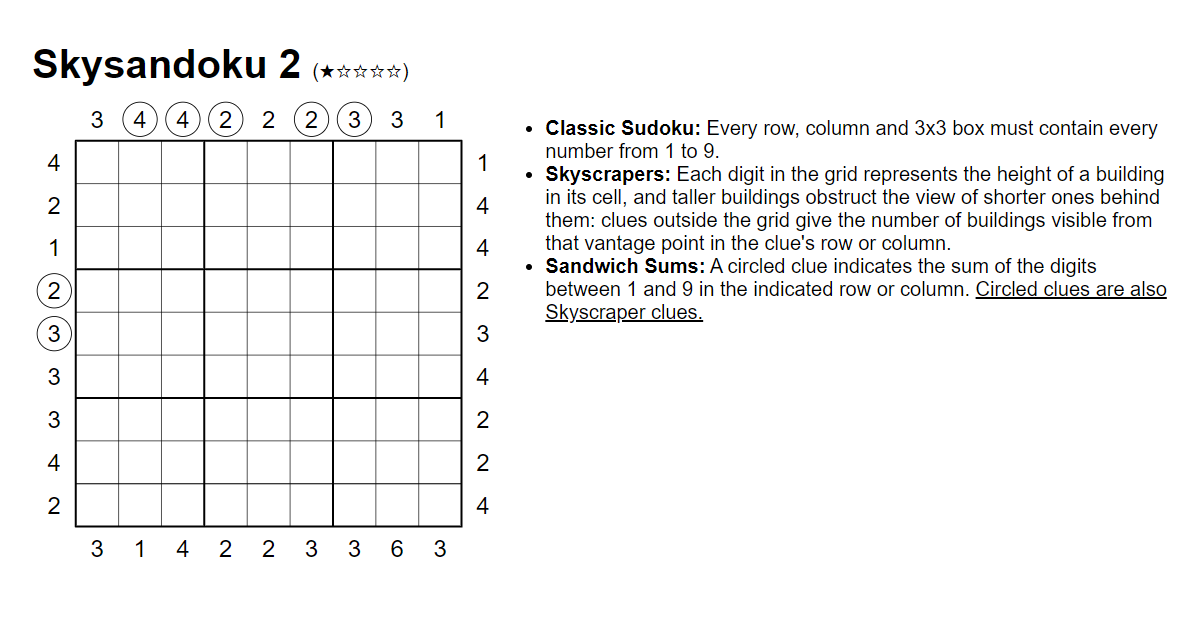 Skysandoku 2 (★☆☆☆☆)
3 4 4 2 2 2 3 3 1
4 1
2 4
1 4
2 2
3 3
3 4
3 2
4 2
2 4
3 1 4 2 2 3 3 6 3
• Classic Sudoku: Every row, column and 3x3 box must contain every
number from 1 to 9.
• Skyscrapers: Each digit in the grid represents the height of a building
in its cell, and taller buildings obstruct the view of shorter ones behind
them: clues outside the grid give the number of buildings visible from
that vantage point in the clue's row or column.
• Sandwich Sums: A circled clue indicates the sum of the digits
between 1 and 9 in the indicated row or column. Circled clues are also
Skyscraper clues.